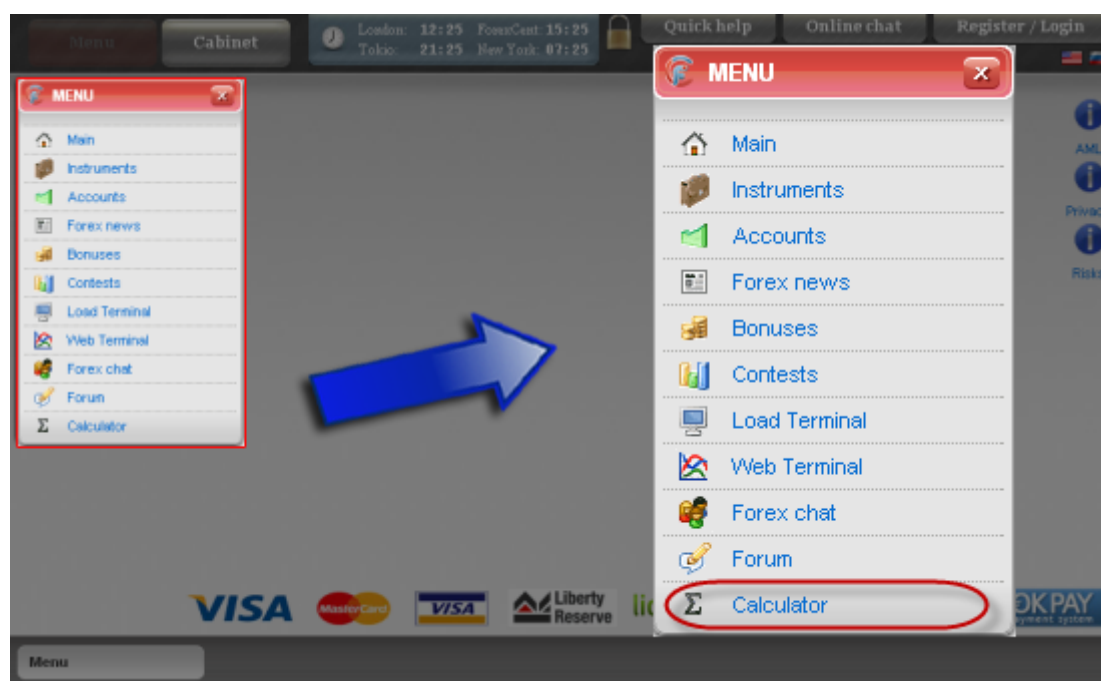 Menu
Cabinet
London: 12:25 ForexCent: 15:25
Tokio: 21:25 New York: 07:25
Quick help
Online chat
Register / Login
MENU
Main
Instruments
Accounts
Forex news
Bonuses
Contests
Load Terminal
Web Terminal
Forex chat
Forum
Calculator
MENU
Main
Instruments
Accounts
Forex news
Bonuses
Contests
Load Terminal
Web Terminal
Forex chat
Forum
Σ Calculator
AML
Privac
Risks
VISA
MasterCard
VISA
Liberty
Reserve
OKPAY
payment system
Menu